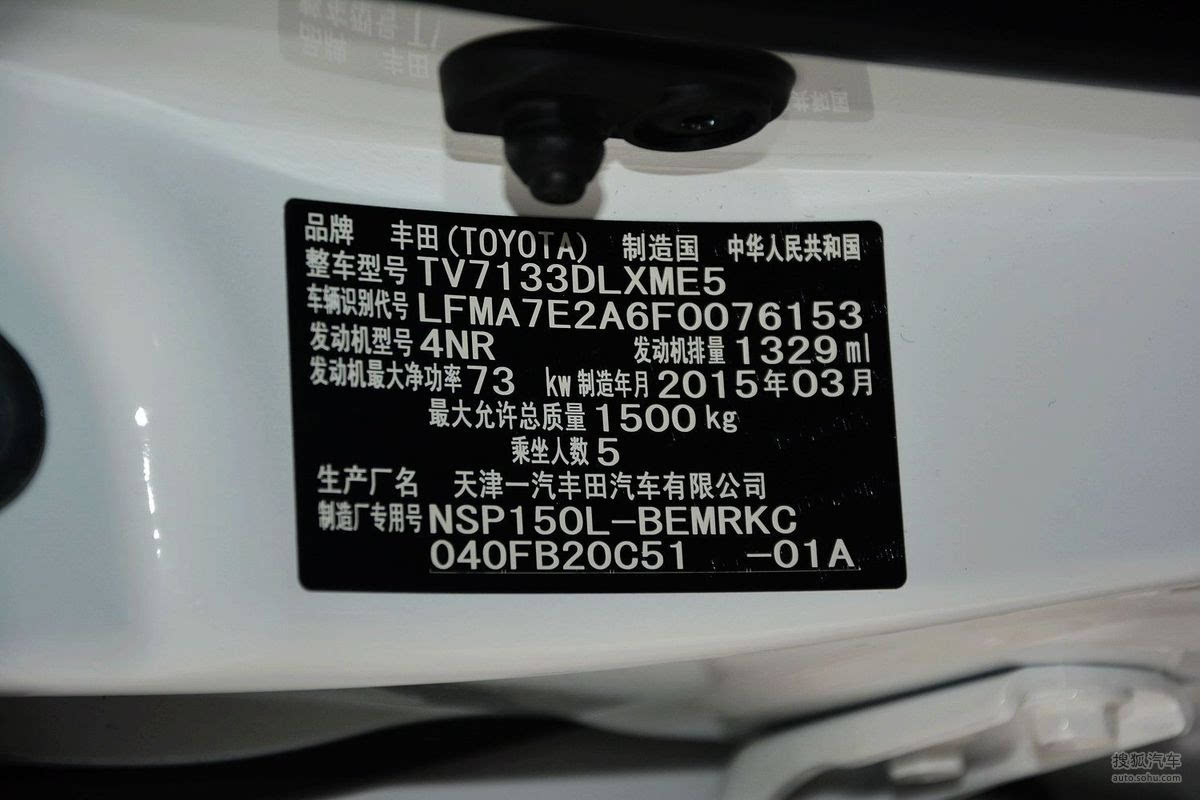 品牌 丰田(TOYOTA) 制造国 中华人民共和国
整车型号 TV7133DLXME5
车辆识别代号 LFMA7E2A6F0076153
发动机型号 4NR 发动机排量 1329 ml
发动机最大净功率 73 kw 制造年月 2015年03月
最大允许总质量 1500 kg
乘坐人数 5
生产厂名 天津一汽丰田汽车有限公司
制造厂专用号 NSP150L-BEMRKC
040FB20C51 -01A
搜狐汽车
auto.sohu.com